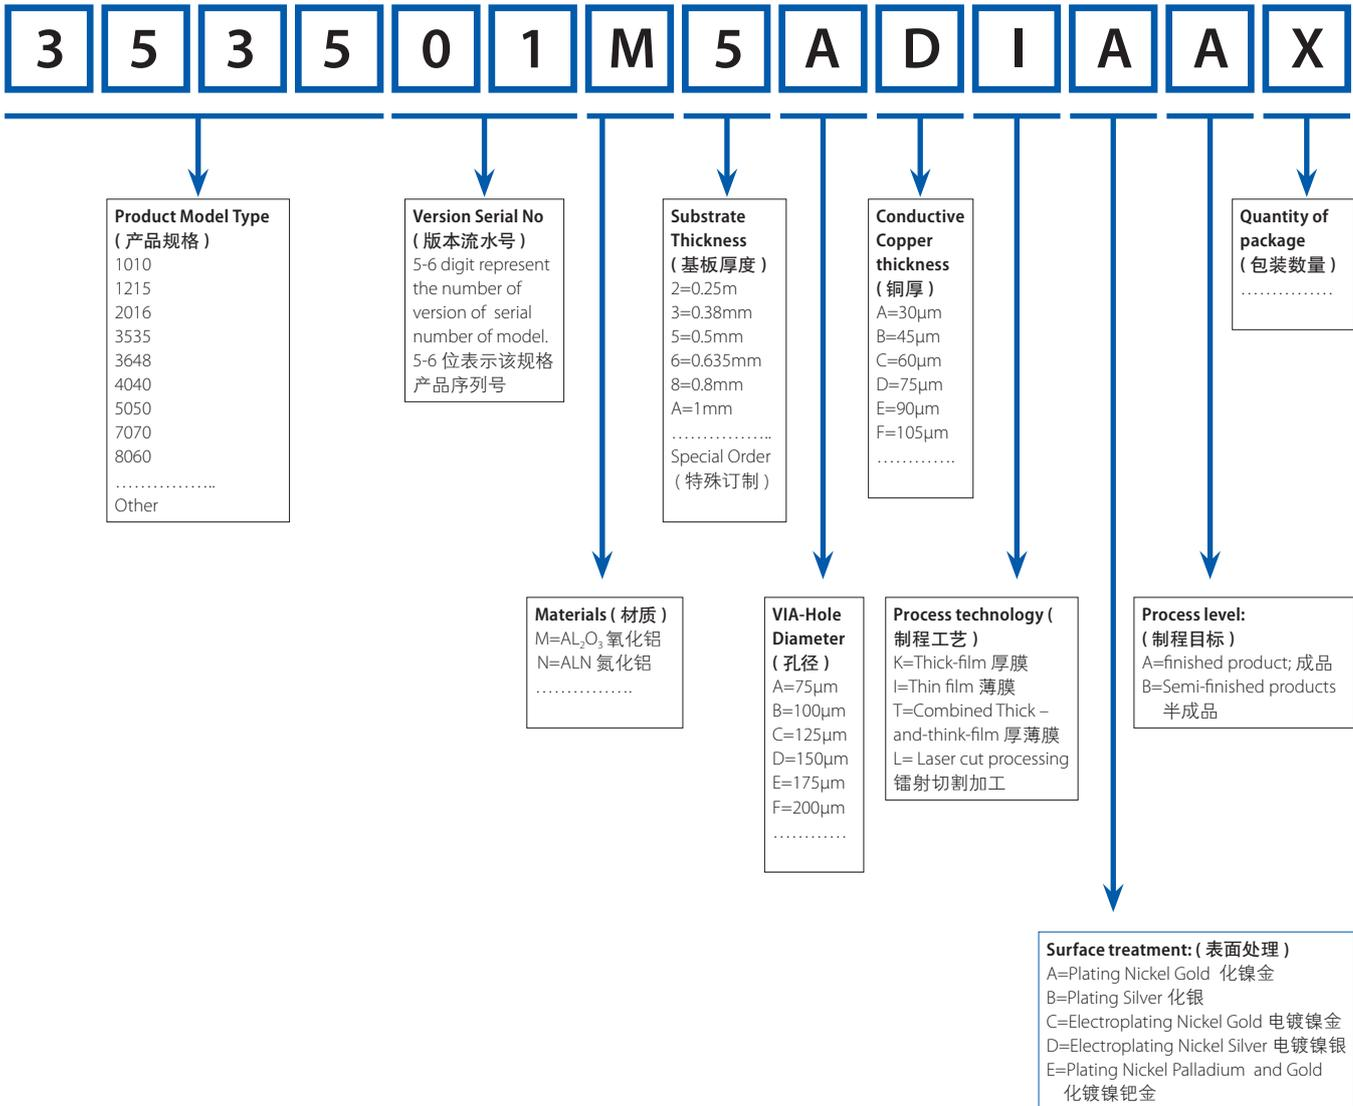 3 5 3 5 0 1 M 5 A D I A A X
Product Model Type
( 产品规格 )
1010
1215
2016
3535
3648
4040
5050
7070
8060
……………..
Other
Version Serial No
( 版本流水号 )
5-6 digit represent
the number of
version of serial
number of model.
5-6 位表示该规格
产品序列号
Substrate
Thickness
( 基板厚度 )
2=0.25m
3=0.38mm
5=0.5mm
6=0.635mm
8=0.8mm
A=1mm
……………..
Special Order
( 特殊订制 )
Conductive
Copper
thickness
( 铜厚 )
A=30μm
B=45μm
C=60μm
D=75μm
E=90μm
F=105μm
………….
Quantity of
package
( 包装数量 )
……………
Materials ( 材质 )
M=AL₂O₃ 氧化铝
N=ALN 氮化铝
…………….
VIA-Hole
Diameter
( 孔径 )
A=75μm
B=100μm
C=125μm
D=150μm
E=175μm
F=200μm
…………
Process technology (
制程工艺 )
K=Thick-film 厚膜
I=Thin film 薄膜
T=Combined Thick –
and-think-film 厚薄膜
L= Laser cut processing
镭射切割加工
Process level:
( 制程目标 )
A=finished product; 成品
B=Semi-finished products
半成品
Surface treatment: ( 表面处理 )
A=Plating Nickel Gold 化镍金
B=Plating Silver 化银
C=Electroplating Nickel Gold 电镀镍金
D=Electroplating Nickel Silver 电镀镍银
E=Plating Nickel Palladium and Gold
化镀镍钯金